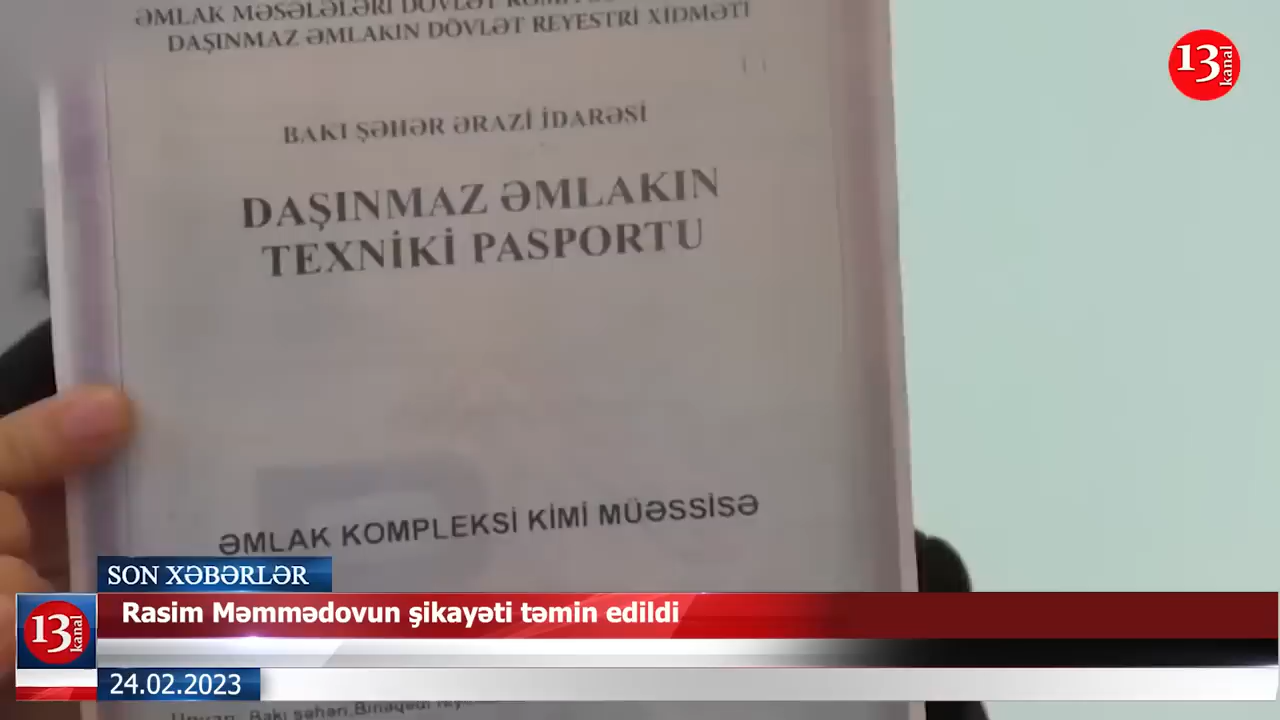 ƏMLAK MƏSƏLƏLƏRİ DÖVLƏT
DAŞINMAZ ƏMLAKIN DÖVLƏT REYESTRİ XİDMƏTİ
13
kanal
BAKI ŞƏHƏR ƏRAZİ İDARƏSİ
DAŞINMAZ ƏMLAKIN
TEXNİKİ PASPORTU
ƏMLAK KOMPLEKSİ KİMİ MÜƏSSİSƏ
SON XƏBƏRLƏR
Rasim Məmmədovun şikayəti təmin edildi
13
kanal
24.02.2023
Bakı şəhəri, Binəqədi